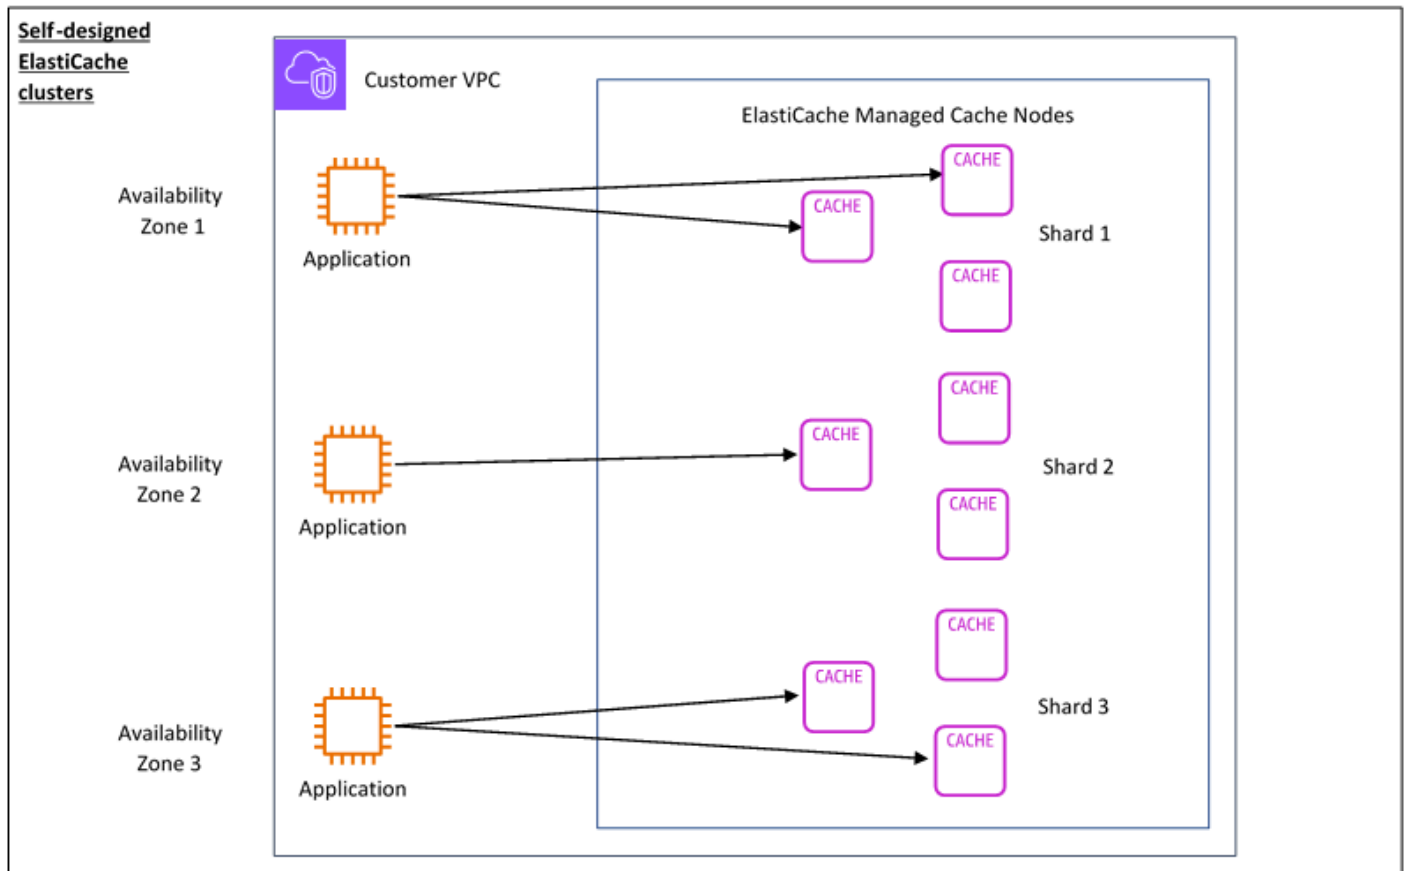 Self-designed
ElastiCache
clusters
Customer VPC
ElastiCache Managed Cache Nodes
Availability
Zone 1
Application
CACHE
CACHE
Shard 1
CACHE
Availability
Zone 2
Application
CACHE
CACHE
Shard 2
CACHE
Availability
Zone 3
Application
CACHE
CACHE
Shard 3
CACHE